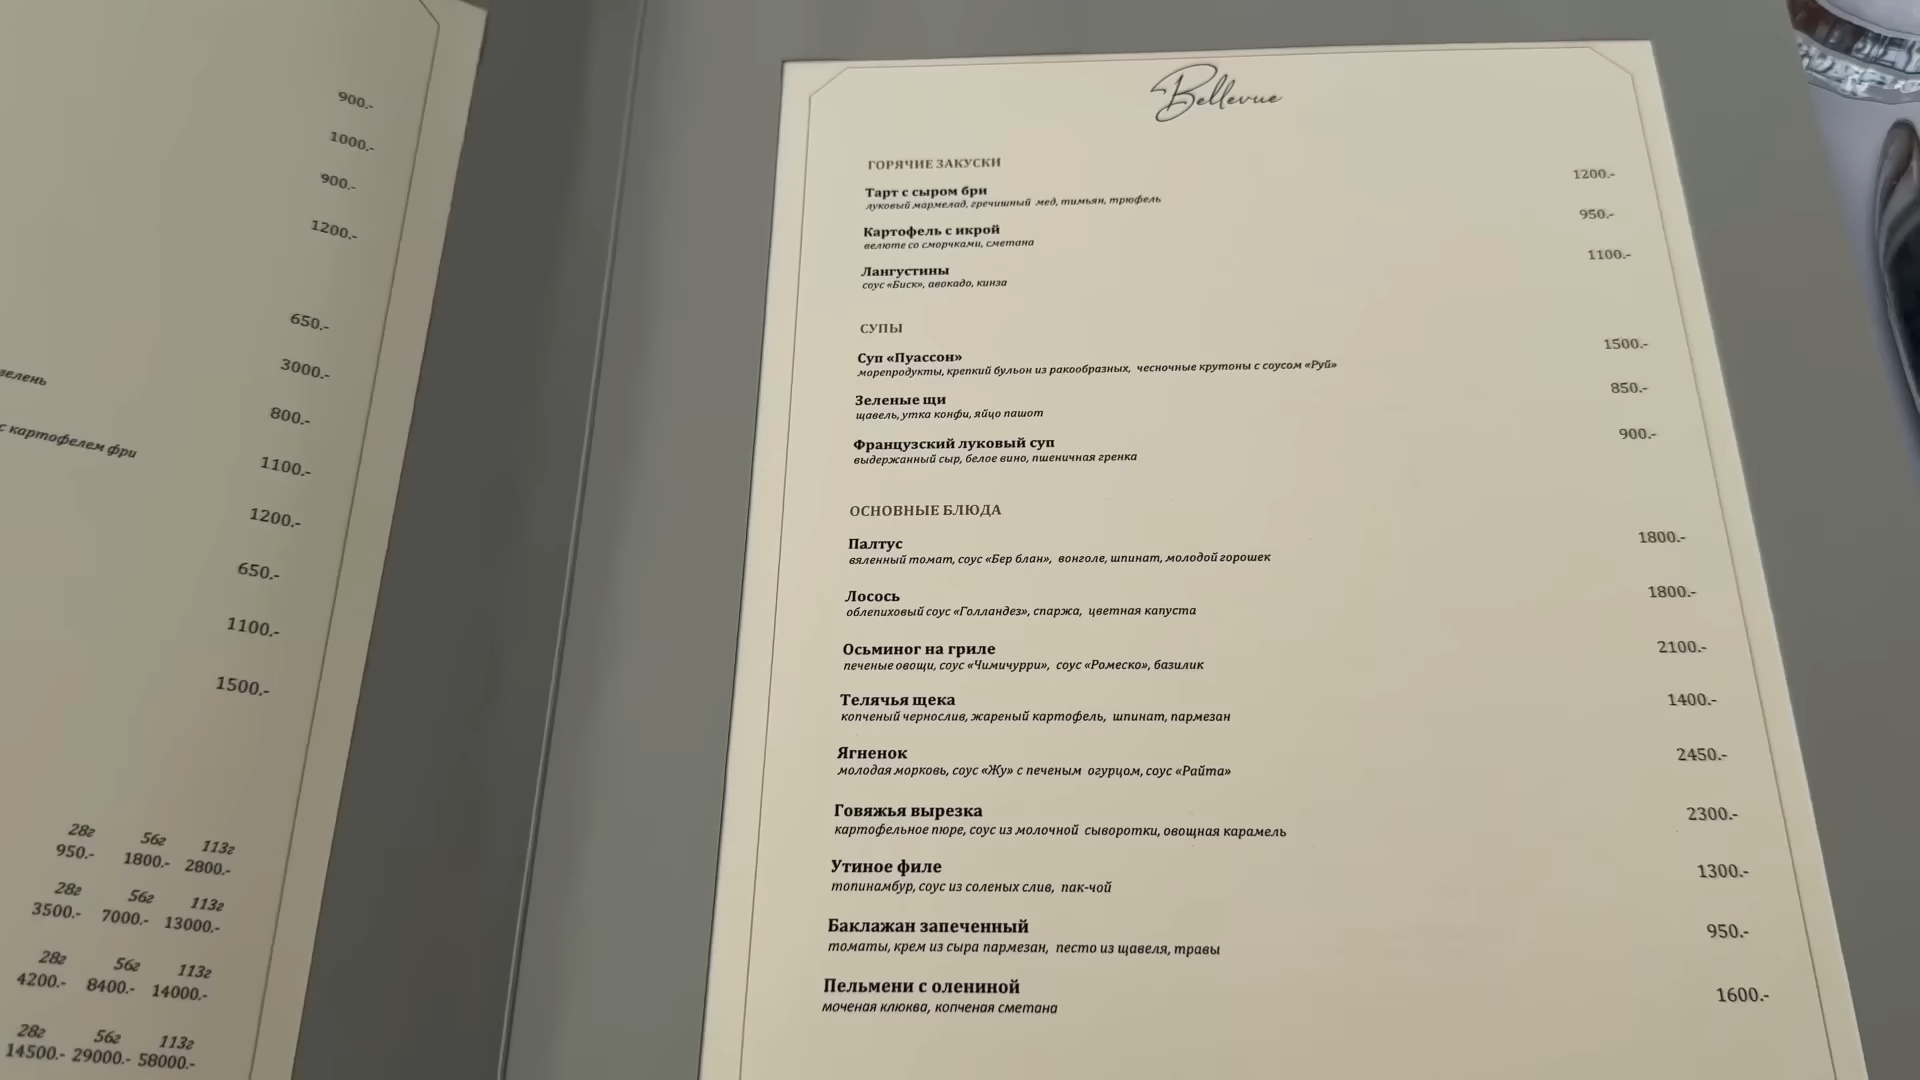 900.-
1000.-
900.-
1200.-
650.-
3000.-
зелень
800.-
с картофелем фри
1100.-
1200.-
650.-
1100.-
1500.-
28г 56г 113г
950.- 1800.- 2800.-
28г 56г 113г
3500.- 7000.- 13000.-
28г 56г 113г
4200.- 8400.- 14000.-
28г 56г 113г
14500.- 29000.- 58000.-
Bellevue
ГОРЯЧИЕ ЗАКУСКИ
Тарт с сыром бри 1200.-
луковый мармелад, гречишный мед, тимьян, трюфель
Картофель с икрой 950.-
велюте со сморчками, сметана
Лангустины 1100.-
соус «Биск», авокадо, кинза
СУПЫ
Суп «Пуассон» 1500.-
морепродукты, крепкий бульон из ракообразных, чесночные крутоны с соусом «Руй»
Зеленые щи 850.-
щавель, утка конфи, яйцо пашот
Французский луковый суп 900.-
выдержанный сыр, белое вино, пшеничная гренка
ОСНОВНЫЕ БЛЮДА
Палтус 1800.-
вяленный томат, соус «Бер блан», вонголе, шпинат, молодой горошек
Лосось 1800.-
облепиховый соус «Голландез», спаржа, цветная капуста
Осьминог на гриле 2100.-
печеные овощи, соус «Чимичурри», соус «Ромеско», базилик
Телячья щека 1400.-
копченый чернослив, жареный картофель, шпинат, пармезан
Ягненок 2450.-
молодая морковь, соус «Жу» с печеным огурцом, соус «Райта»
Говяжья вырезка 2300.-
картофельное пюре, соус из молочной сыворотки, овощная карамель
Утиное филе 1300.-
топинамбур, соус из соленых слив, пак-чой
Баклажан запеченный 950.-
томаты, крем из сыра пармезан, песто из щавеля, травы
Пельмени с олениной 1600.-
моченая клюква, копченая сметана